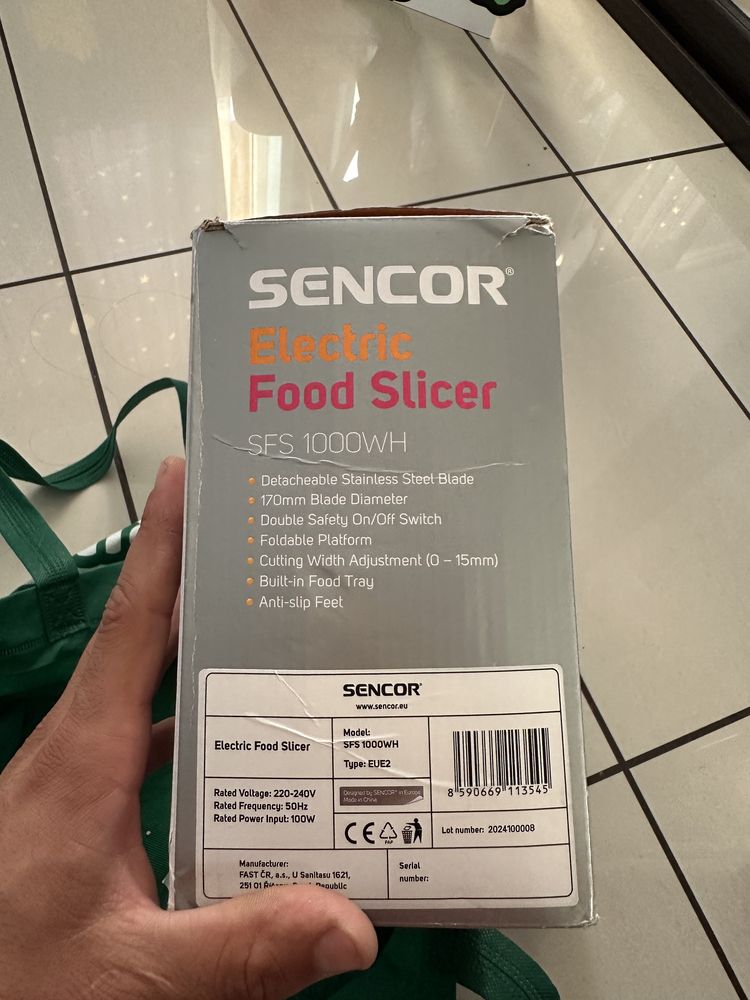 SENCOR®
Electric
Food Slicer
SFS 1000WH
• Detacheable Stainless Steel Blade
• 170mm Blade Diameter
• Double Safety On/Off Switch
• Foldable Platform
• Cutting Width Adjustment (0 – 15mm)
• Built-in Food Tray
• Anti-slip Feet
SENCOR®
www.sencor.eu
Electric Food Slicer
Model:
SFS 1000WH
Type: EUE2
8 590669 113545
Rated Voltage: 220-240V
Rated Frequency: 50Hz
Rated Power Input: 100W
Designed by SENCOR® in Europe
Made in China
CE
PAP
Lot number: 2024100008
Manufacturer:
FAST ČR, a.s., U Sanitasu 1621,
251 01 Republic
Serial
number: